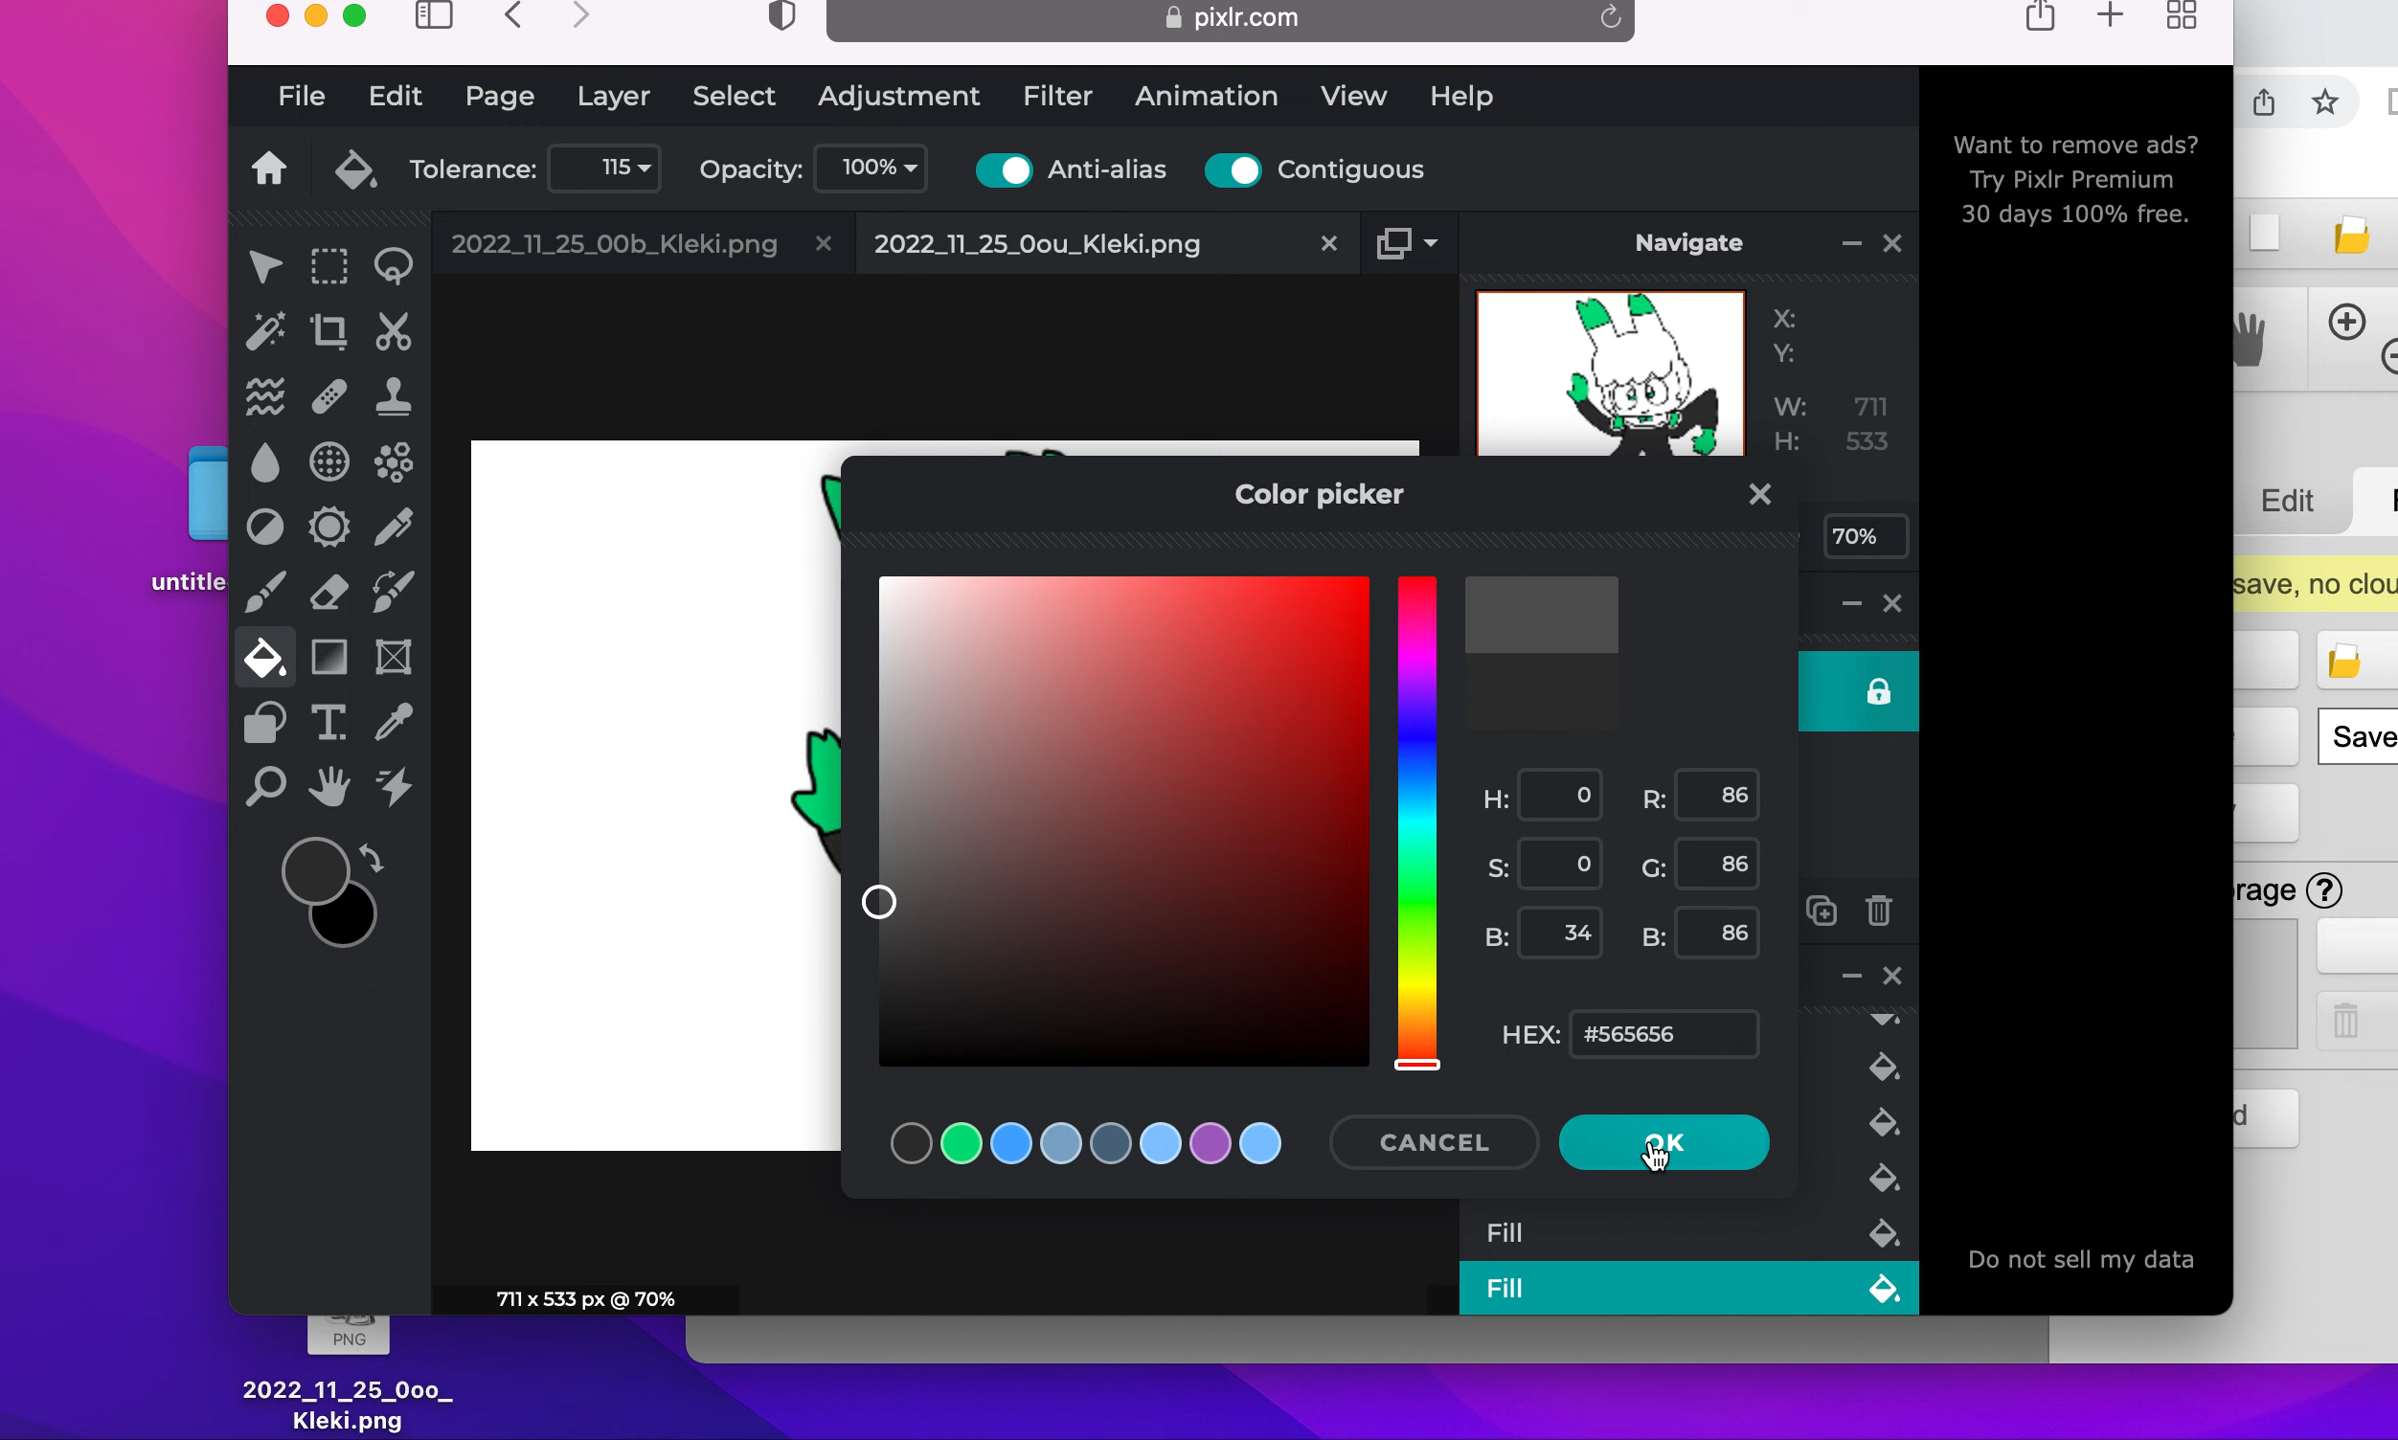 pixlr.com
File Edit Page Layer Select Adjustment Filter Animation View Help
Tolerance: 115 Opacity: 100% Anti-alias Contiguous
2022_11_25_00b_Kleki.png 2022_11_25_0ou_Kleki.png
Navigate
X:
Y:
W: 711
H: 533
70%
Color picker
H: 0 R: 86
S: 0 G: 86
B: 34 B: 86
HEX: #565656
CANCEL OK
Fill
Fill
711 x 533 px @ 70%
Want to remove ads?
Try Pixlr Premium
30 days 100% free.
Do not sell my data
Edit
save, no clou
Save
rage ?
d
untitle
PNG
2022_11_25_0oo_
Kleki.png